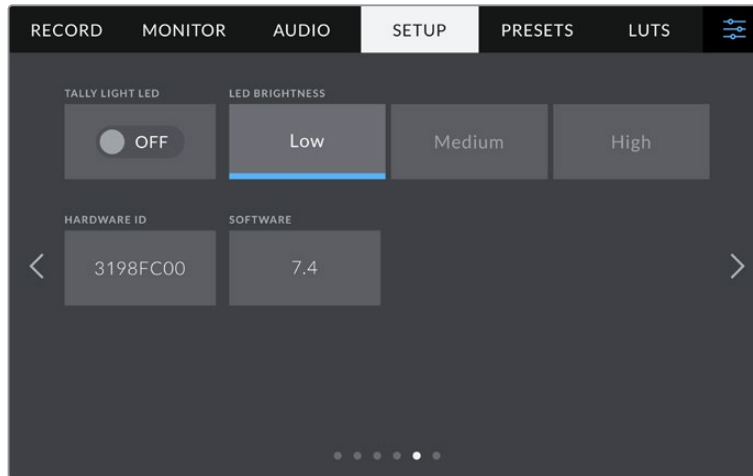 RECORD MONITOR AUDIO SETUP PRESETS LUTS
TALLY LIGHT LED LED BRIGHTNESS
OFF Low Medium High
HARDWARE ID SOFTWARE
3198FC00 7.4